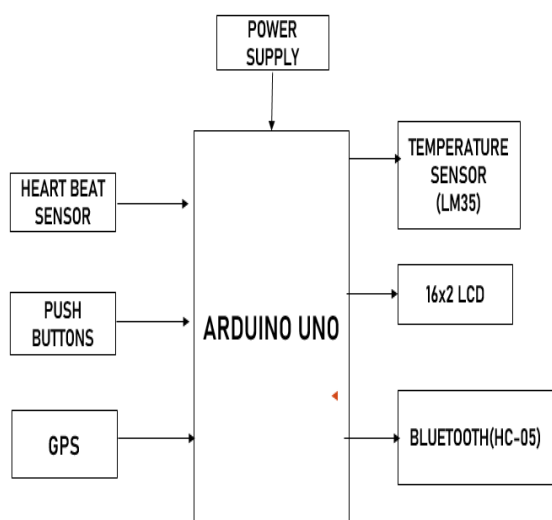 POWER
SUPPLY
HEART BEAT
SENSOR
PUSH
BUTTONS
GPS
ARDUINO UNO
TEMPERATURE
SENSOR
(LM35)
16x2 LCD
BLUETOOTH(HC-05)